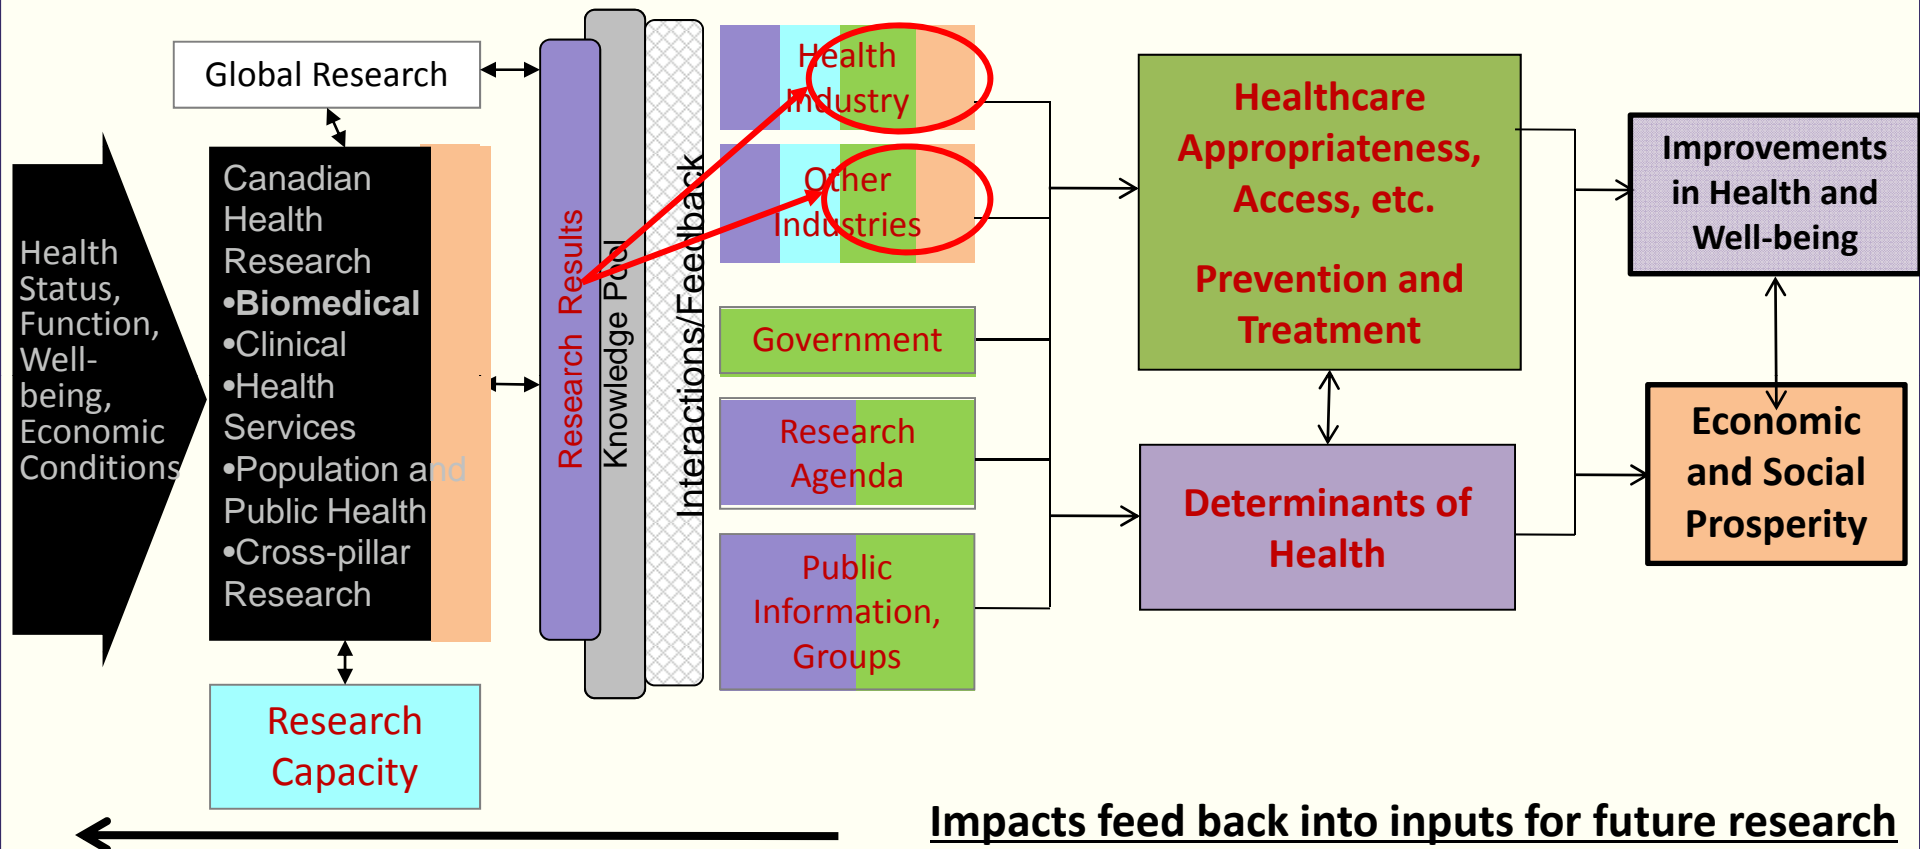 Global Research
Health
Status,
Function,
Well-
being,
Economic
Conditions
Canadian
Health
Research
•Biomedical
•Clinical
•Health
Services
•Population and
Public Health
•Cross-pillar
Research
Research
Capacity
Research Results
Knowledge Pool
Interactions/Feedback
Health
Industry
Other
Industries
Government
Research
Agenda
Public
Information,
Groups
Healthcare
Appropriateness,
Access, etc.
Prevention and
Treatment
Determinants of
Health
Improvements
in Health and
Well-being
Economic
and Social
Prosperity
Impacts feed back into inputs for future research